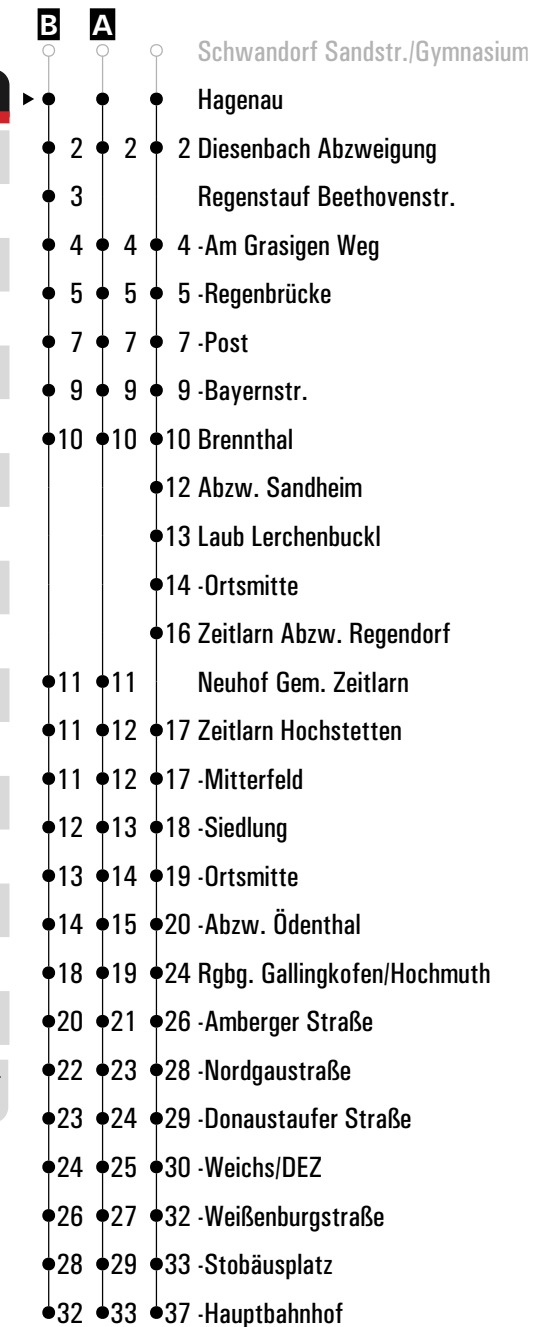 B A
Schwandorf Sandstr./Gymnasium
Hagenau
2 2 2 Diesenbach Abzweigung
3 Regenstauf Beethovenstr.
4 4 4 -Am Grasigen Weg
5 5 5 -Regenbrücke
7 7 7 -Post
9 9 9 -Bayernstr.
10 10 10 Brennthal
12 Abzw. Sandheim
13 Laub Lerchenbuckl
14 -Ortsmitte
16 Zeitlarn Abzw. Regendorf
11 11 Neuhof Gem. Zeitlarn
11 12 17 Zeitlarn Hochstetten
11 12 17 -Mitterfeld
12 13 18 -Siedlung
13 14 19 -Ortsmitte
14 15 20 -Abzw. Ödenthal
18 19 24 Rgbg. Gallingkofen/Hochmuth
20 21 26 -Amberger Straße
22 23 28 -Nordgaustraße
23 24 29 -Donaustaufer Straße
24 25 30 -Weichs/DEZ
26 27 32 -Weißenburgstraße
28 29 33 -Stobäusplatz
32 33 37 -Hauptbahnhof